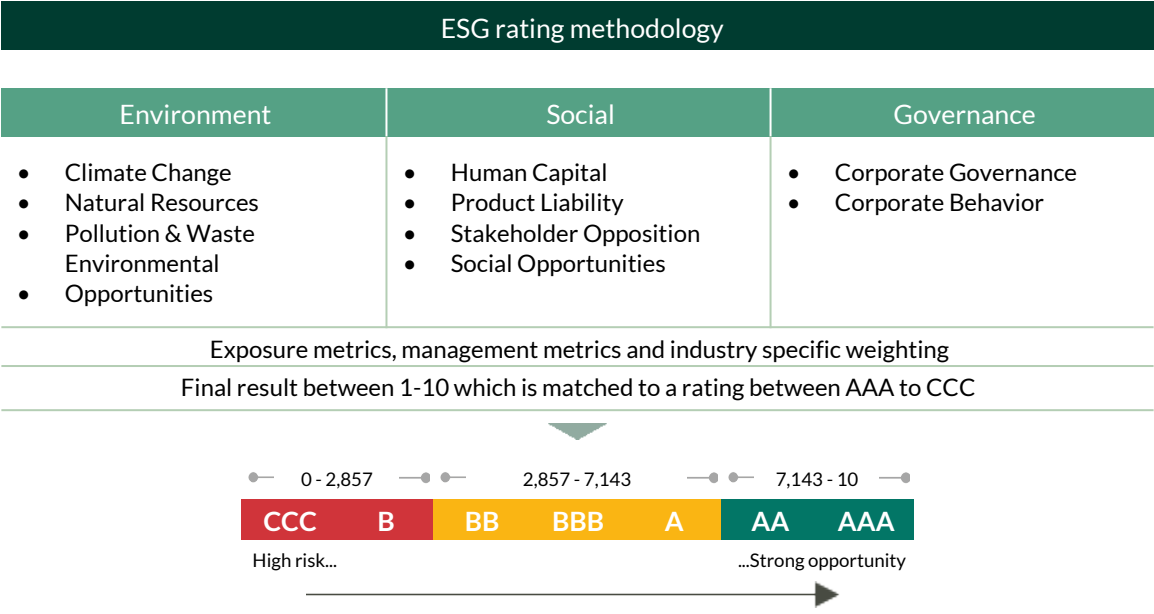 ESG rating methodology
Environment
Social
Governance
• Climate Change
• Natural Resources
• Pollution & Waste
Environmental
• Opportunities
• Human Capital
• Product Liability
• Stakeholder Opposition
• Social Opportunities
• Corporate Governance
• Corporate Behavior
Exposure metrics, management metrics and industry specific weighting
Final result between 1-10 which is matched to a rating between AAA to CCC
0 - 2,857
2,857 - 7,143
7,143 - 10
CCC B BB BBB A AA AAA
High risk...
...Strong opportunity